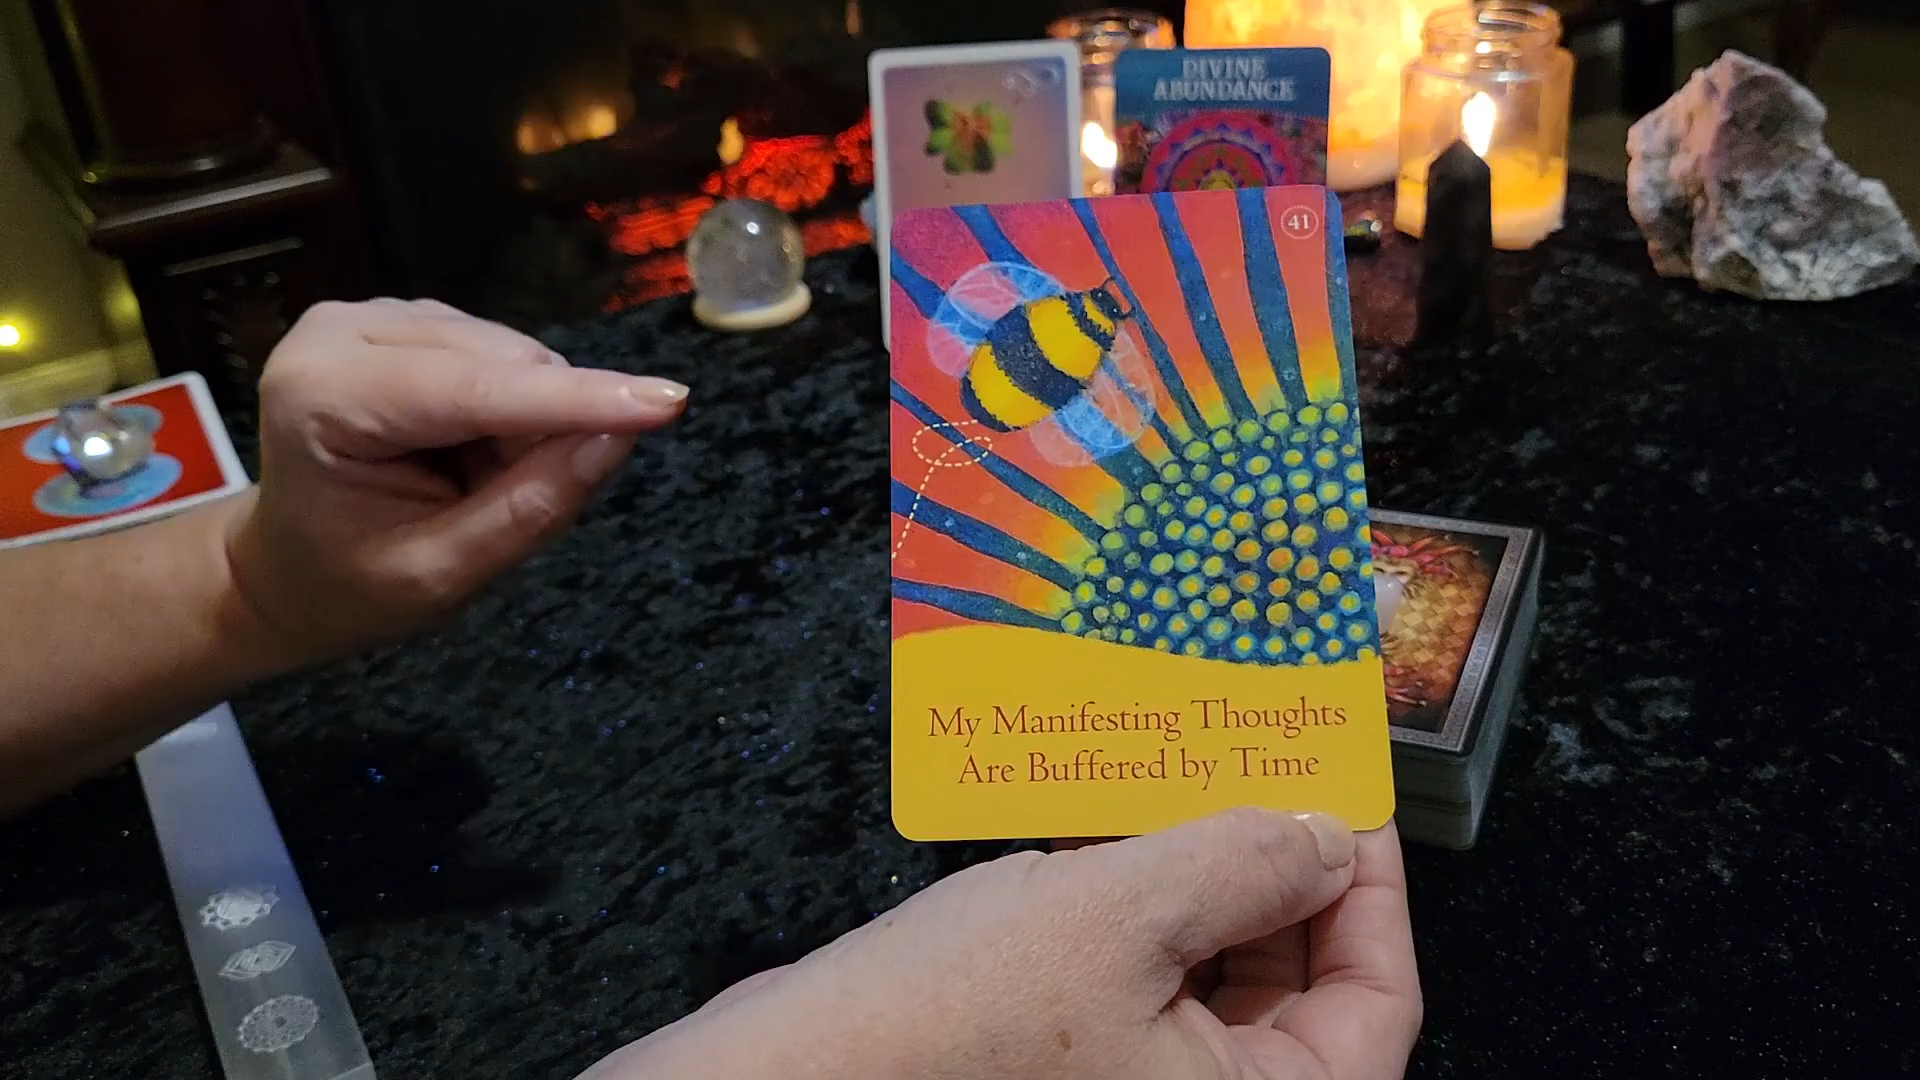 DIVINE
ABUNDANCE
41
My Manifesting Thoughts
Are Buffered by Time